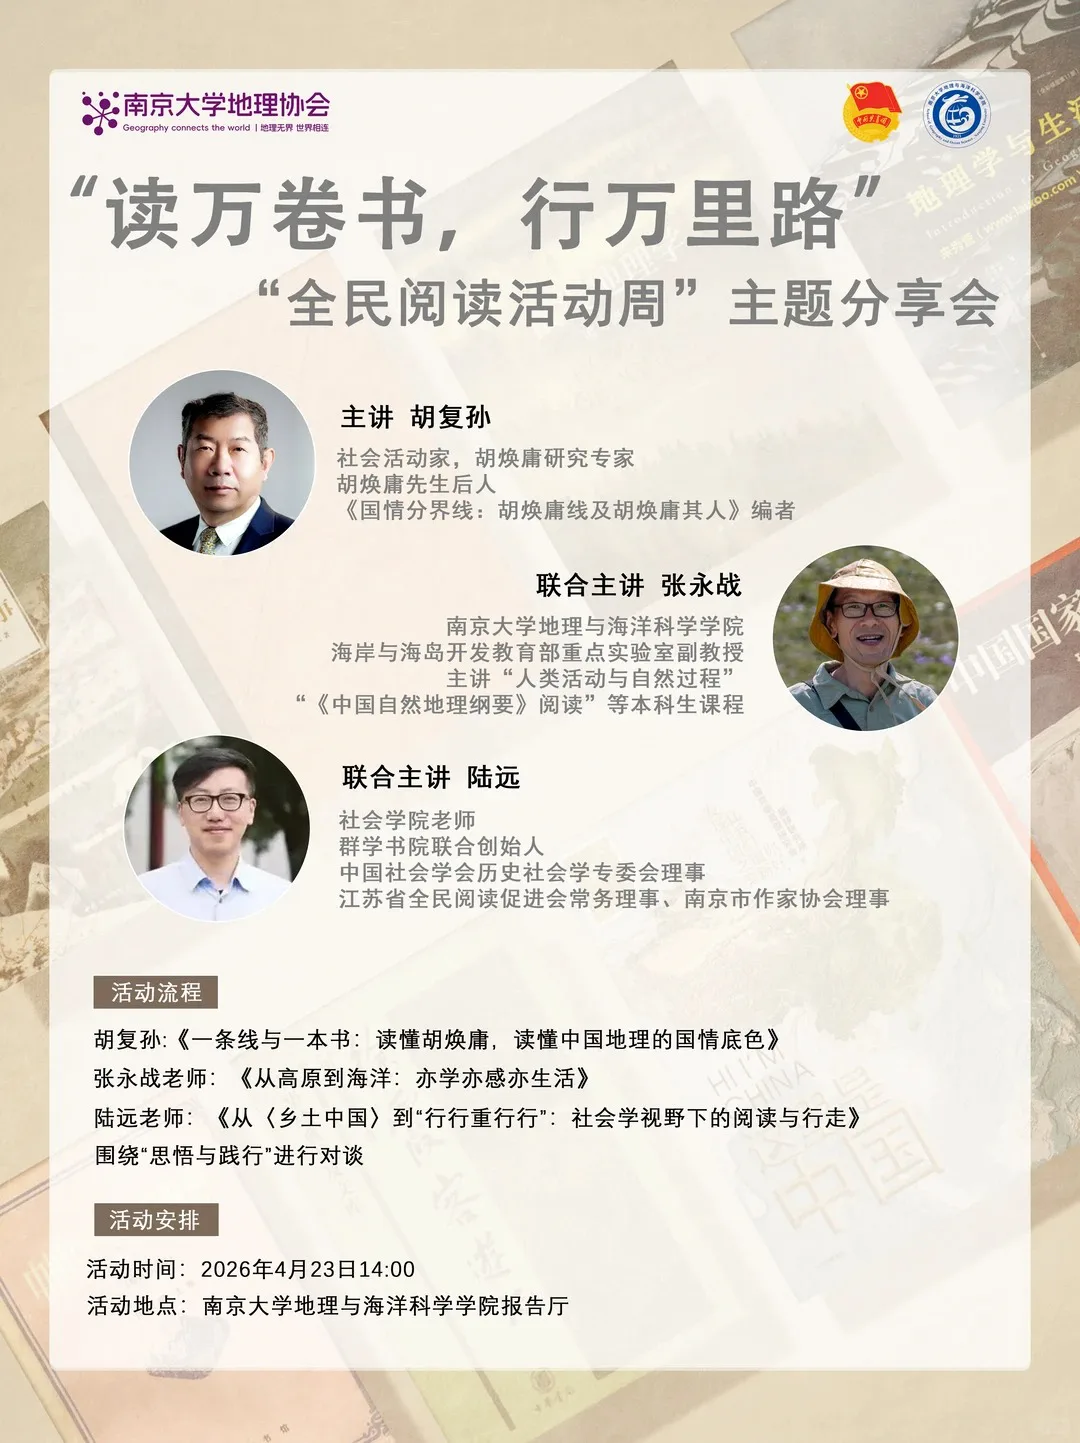 南京大学地理协会
Geography connects the world | 地理无界 世界相连
“读万卷书，行万里路”
“全民阅读活动周”主题分享会
主讲 胡复孙
社会活动家，胡焕庸研究专家
胡焕庸先生后人
《国情分界线：胡焕庸线及胡焕庸其人》编者
联合主讲 张永战
南京大学地理与海洋科学学院
海岸与海岛开发教育部重点实验室副教授
主讲“人类活动与自然过程”
“《中国自然地理纲要》阅读”等本科生课程
联合主讲 陆远
社会学院老师
群学书院联合创始人
中国社会学会历史社会学专委会理事
江苏省全民阅读促进会常务理事、南京市作家协会理事
活动流程
胡复孙:《一条线与一本书：读懂胡焕庸，读懂中国地理的国情底色》
张永战老师：《从高原到海洋：亦学亦感亦生活》
陆远老师：《从〈乡土中国〉到“行行重行行”：社会学视野下的阅读与行走》
围绕“思悟与践行”进行对谈
活动安排
活动时间：2026年4月23日14:00
活动地点：南京大学地理与海洋科学学院报告厅
地理学与生活
中国国家
HI I'M
CHINA
中国